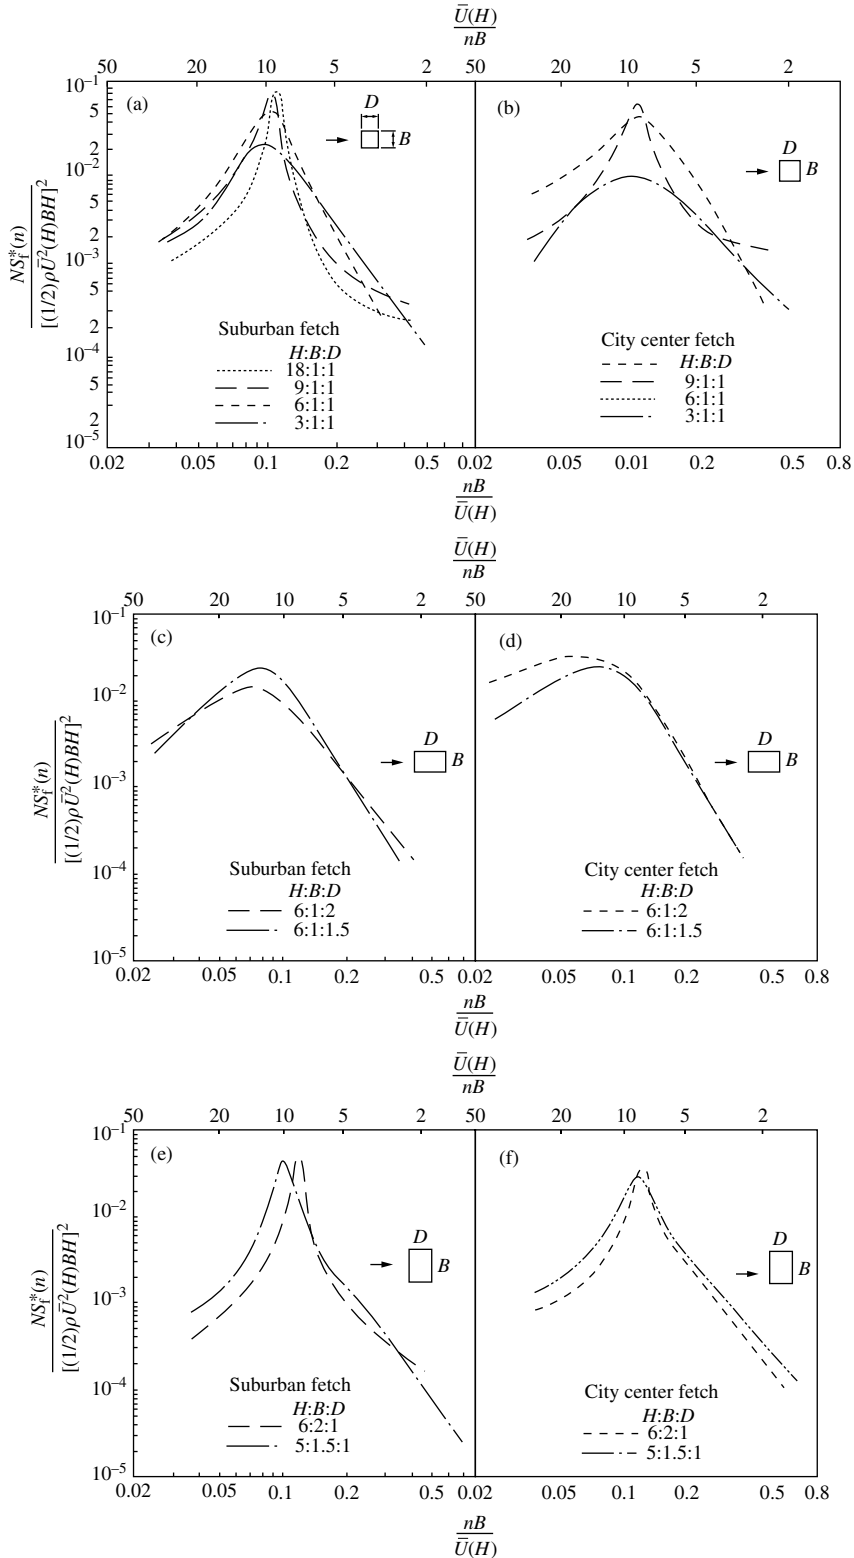 Ū(H)
nB
50 20 10 5 2 50 20 10 5 2
10⁻¹
5
2
10⁻²
5
2
10⁻³
5
2
10⁻⁴
5
2
10⁻⁵
NS*f(n)
[(1/2)ρŪ²(H)BH]²
(a)
D
B
Suburban fetch
H:B:D
18:1:1
9:1:1
6:1:1
3:1:1
(b)
D
B
City center fetch
H:B:D
9:1:1
6:1:1
3:1:1
0.02 0.05 0.1 0.2 0.5 0.02 0.05 0.01 0.2 0.5 0.8
nB
Ū(H)
Ū(H)
nB
50 20 10 5 2 50 20 10 5 2
10⁻¹
10⁻²
10⁻³
10⁻⁴
10⁻⁵
NS*f(n)
[(1/2)ρŪ²(H)BH]²
(c)
D
B
Suburban fetch
H:B:D
6:1:2
6:1:1.5
(d)
D
B
City center fetch
H:B:D
6:1:2
6:1:1.5
0.02 0.05 0.1 0.2 0.5 0.02 0.05 0.1 0.2 0.5 0.8
nB
Ū(H)
Ū(H)
nB
50 20 10 5 2 50 20 10 5 2
10⁻¹
10⁻²
10⁻³
10⁻⁴
10⁻⁵
NS*f(n)
[(1/2)ρŪ²(H)BH]²
(e)
D
B
Suburban fetch
H:B:D
6:2:1
5:1.5:1
(f)
D
B
City center fetch
H:B:D
6:2:1
5:1.5:1
0.02 0.05 0.1 0.2 0.5 0.02 0.05 0.1 0.2 0.5 0.8
nB
Ū(H)